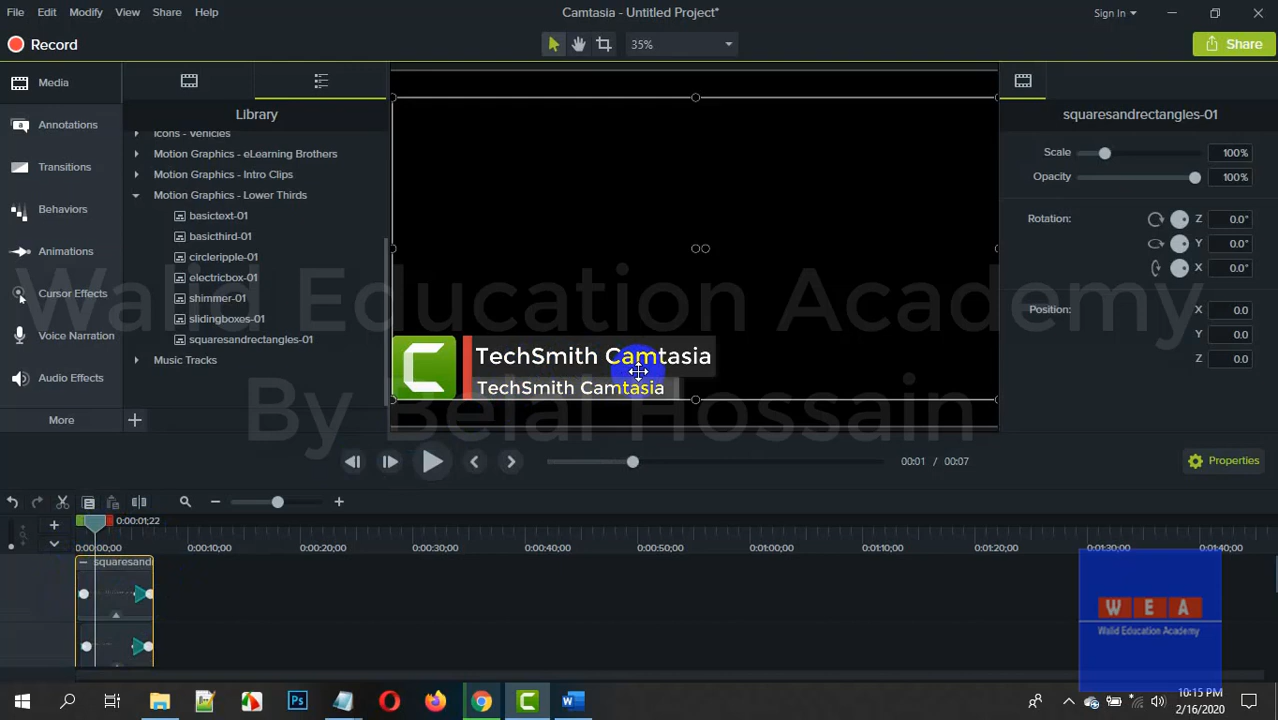 File Edit Modify View Share Help
Camtasia - Untitled Project*
Sign In
Record
35%
Share
Media
Annotations
Transitions
Behaviors
Animations
Cursor Effects
Voice Narration
Audio Effects
More
Library
Icons - Vehicles
Motion Graphics - eLearning Brothers
Motion Graphics - Intro Clips
Motion Graphics - Lower Thirds
basictext-01
basicthird-01
circleripple-01
electricbox-01
shimmer-01
slidingboxes-01
squaresandrectangles-01
Music Tracks
TechSmith Camtasia
TechSmith Camtasia
Walid Education Academy
By Belal Hossain
squaresandrectangles-01
Scale 100%
Opacity 100%
Rotation: Z 0.0°
Y 0.0°
X 0.0°
Position: X 0.0
Y 0.0
Z 0.0
00:01 / 00:07
Properties
0:00:01;22
0:00:00;00 0:00:10;00 0:00:20;00 0:00:30;00 0:00:40;00 0:00:50;00 0:01:00;00 0:01:10;00 0:01:20;00 0:01:30;00 0:01:40;00
squaresand
W E A
Walid Education Academy
Ps
10:15 PM
2/16/2020